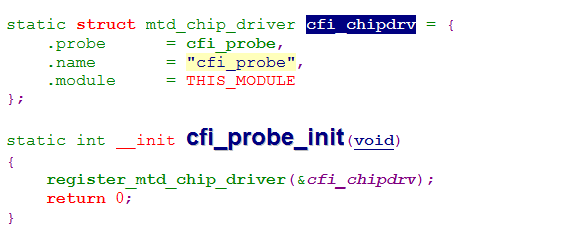 static struct mtd_chip_driver cfi_chipdrv = {
.probe = cfi_probe,
.name = "cfi_probe",
.module = THIS_MODULE
};
static int __init cfi_probe_init(void)
{
register_mtd_chip_driver(&cfi_chipdrv);
return 0;
}